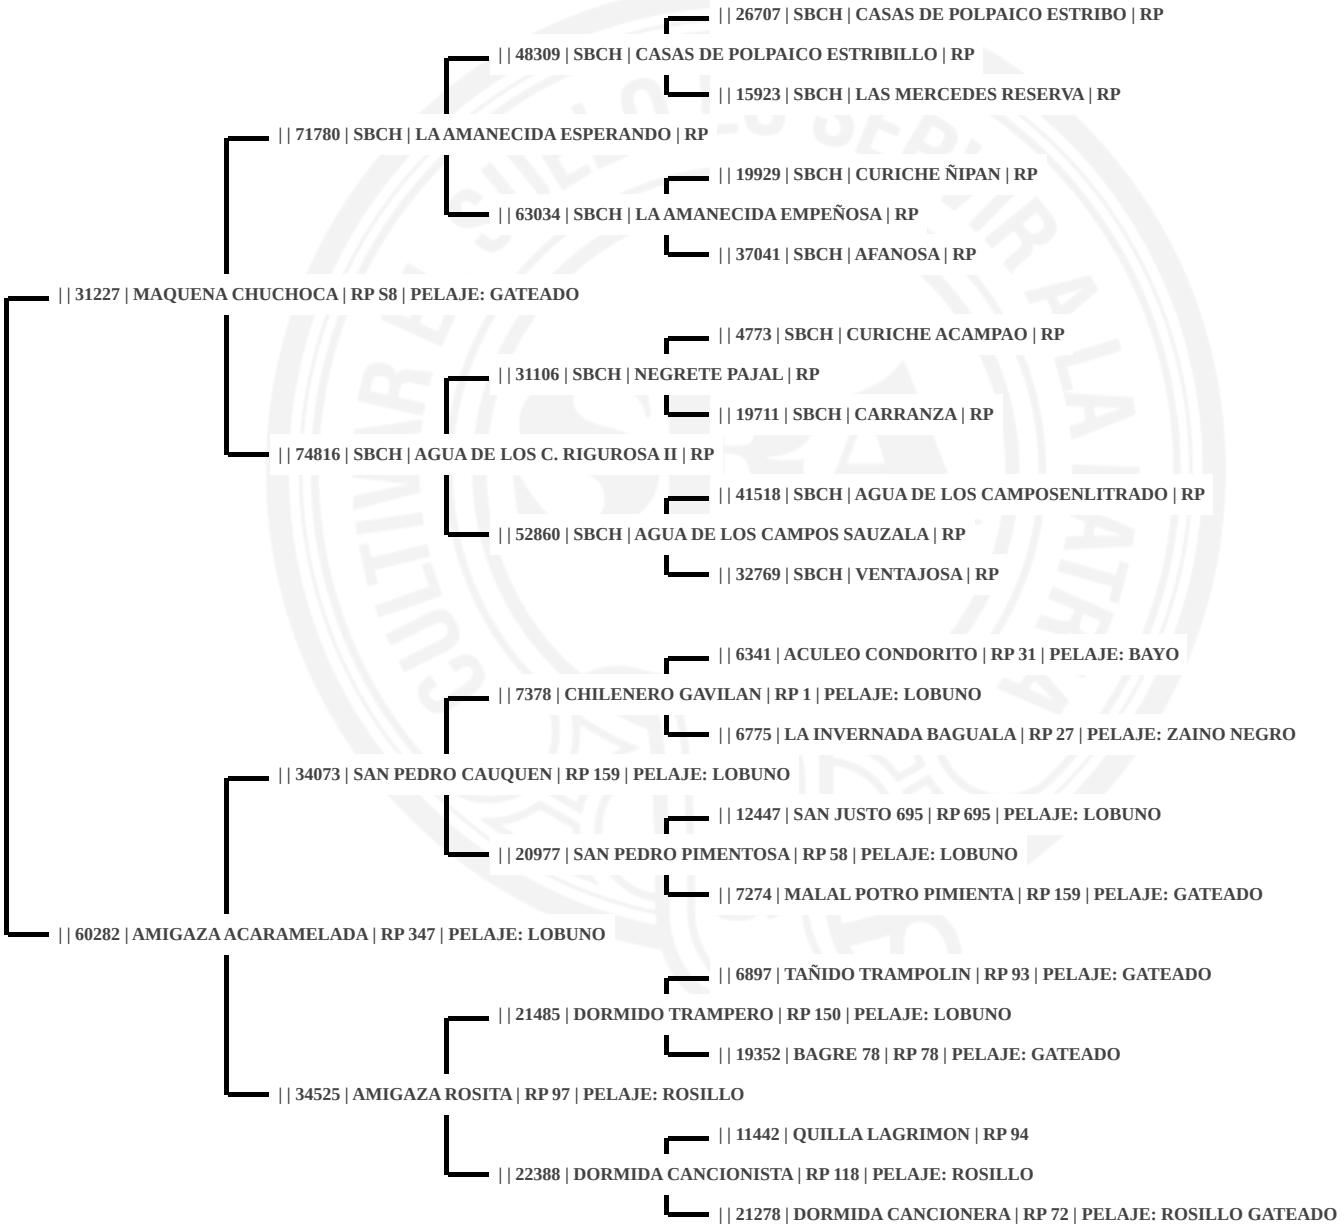 || 26707 | SBCH | CASAS DE POLPAICO ESTRIBO | RP
|| 48309 | SBCH | CASAS DE POLPAICO ESTRIBILLO | RP
|| 15923 | SBCH | LAS MERCEDES RESERVA | RP
|| 71780 | SBCH | LA AMANECIDA ESPERANDO | RP
|| 19929 | SBCH | CURICHE ÑIPAN | RP
|| 63034 | SBCH | LA AMANECIDA EMPEÑOSA | RP
|| 37041 | SBCH | AFANOSA | RP
|| 31227 | MAQUENA CHUCHOCA | RP S8 | PELAJE: GATEADO
|| 4773 | SBCH | CURICHE ACAMPAO | RP
|| 31106 | SBCH | NEGRETE PAJAL | RP
|| 19711 | SBCH | CARRANZA | RP
|| 74816 | SBCH | AGUA DE LOS C. RIGUROSA II | RP
|| 41518 | SBCH | AGUA DE LOS CAMPOSENLITRADO | RP
|| 52860 | SBCH | AGUA DE LOS CAMPOS SAUZALA | RP
|| 32769 | SBCH | VENTAJOSA | RP
|| 6341 | ACULEO CONDORITO | RP 31 | PELAJE: BAYO
|| 7378 | CHILENERO GAVILAN | RP 1 | PELAJE: LOBUNO
|| 6775 | LA INVERNADA BAGUALA | RP 27 | PELAJE: ZAINO NEGRO
|| 34073 | SAN PEDRO CAUQUEN | RP 159 | PELAJE: LOBUNO
|| 12447 | SAN JUSTO 695 | RP 695 | PELAJE: LOBUNO
|| 20977 | SAN PEDRO PIMENTOSA | RP 58 | PELAJE: LOBUNO
|| 7274 | MALAL POTRO PIMIENTA | RP 159 | PELAJE: GATEADO
|| 60282 | AMIGAZA ACARAMELADA | RP 347 | PELAJE: LOBUNO
|| 6897 | TAÑIDO TRAMPOLIN | RP 93 | PELAJE: GATEADO
|| 21485 | DORMIDO TRAMPERO | RP 150 | PELAJE: LOBUNO
|| 19352 | BAGRE 78 | RP 78 | PELAJE: GATEADO
|| 34525 | AMIGAZA ROSITA | RP 97 | PELAJE: ROSILLO
|| 11442 | QUILLA LAGRIMON | RP 94
|| 22388 | DORMIDA CANCIONISTA | RP 118 | PELAJE: ROSILLO
|| 21278 | DORMIDA CANCIONERA | RP 72 | PELAJE: ROSILLO GATEADO